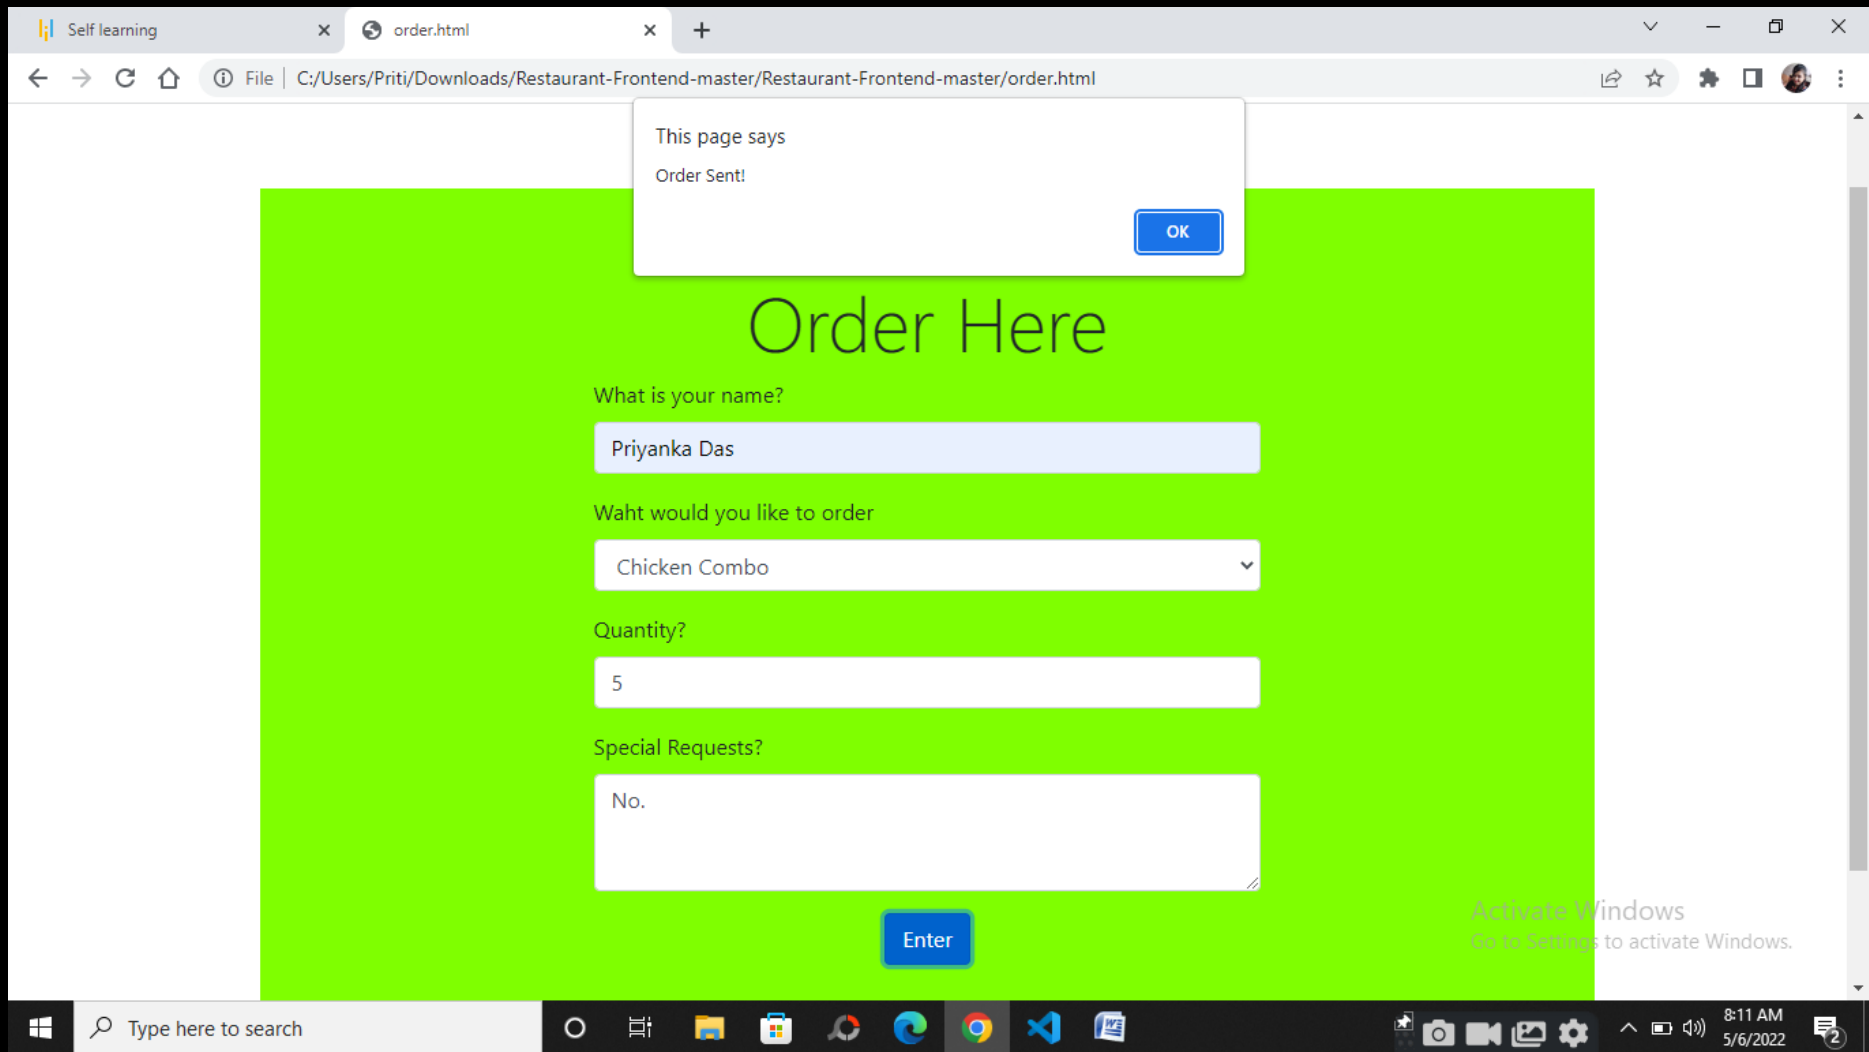 Self learning
order.html
File
C:/Users/Priti/Downloads/Restaurant-Frontend-master/Restaurant-Frontend-master/order.html
This page says
Order Sent!
OK
Order Here
What is your name?
Priyanka Das
Waht would you like to order
Chicken Combo
Quantity?
5
Special Requests?
No.
Enter
Activate Windows
Go to Settings to activate Windows.
Type here to search
8:11 AM
5/6/2022
2